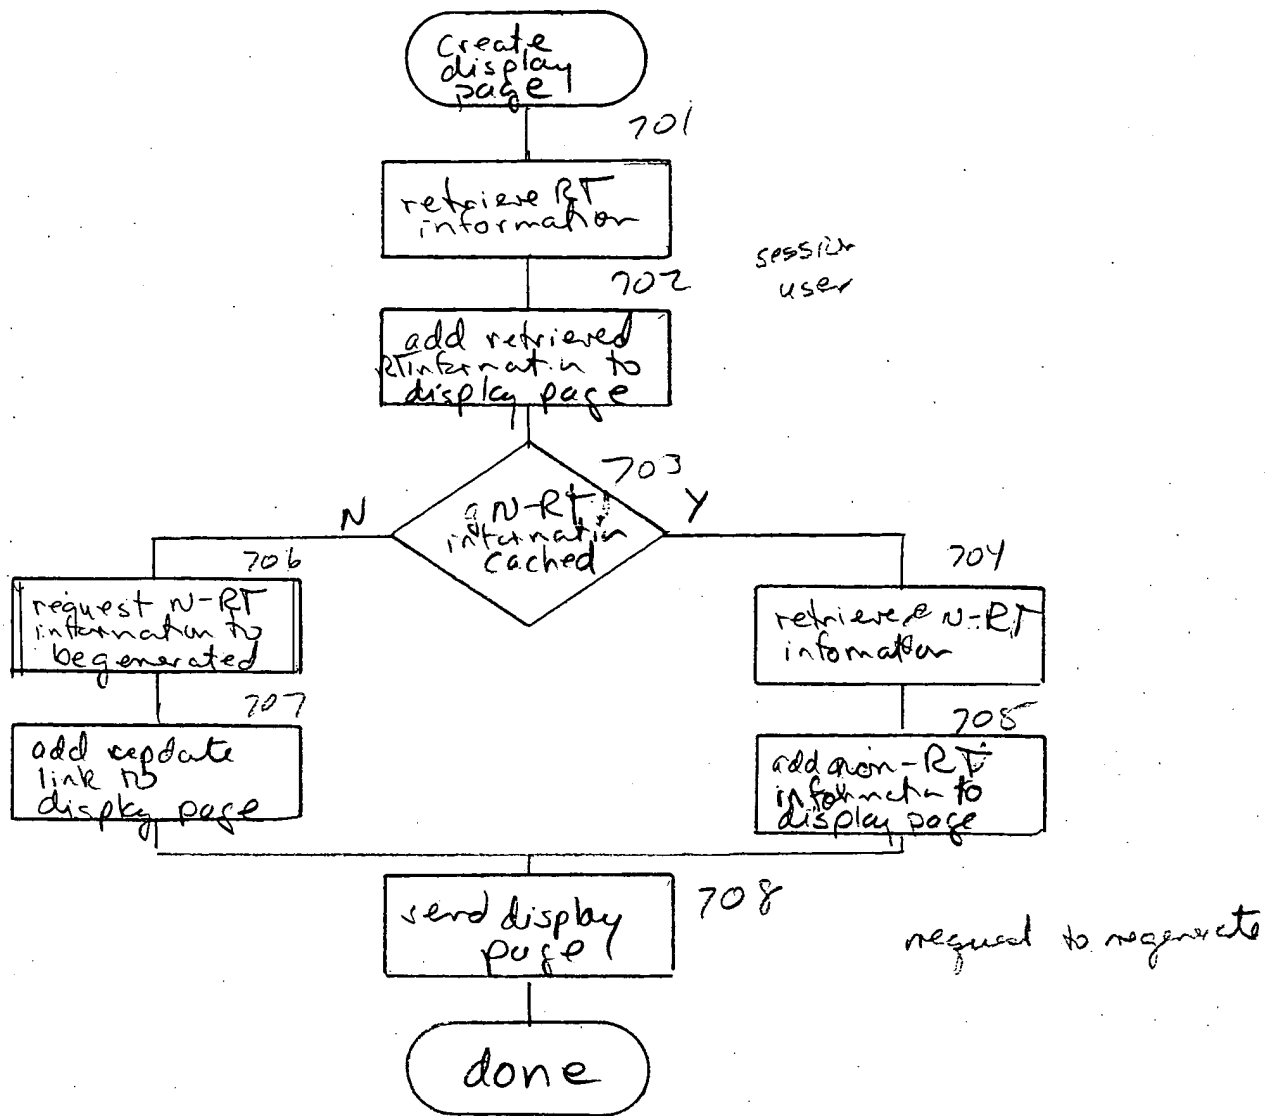 create
display
page
701
retrieve RT
information
702
session
user
add retrieved
RT information to
display page
703
N
N-RT
information
cached
Y
706
request N-RT
information to
be generated
704
retrieve N-RT
infomation
707
add update
link to
display page
705
add non-RT
information to
display page
send display
page
708
request to regenerate
done